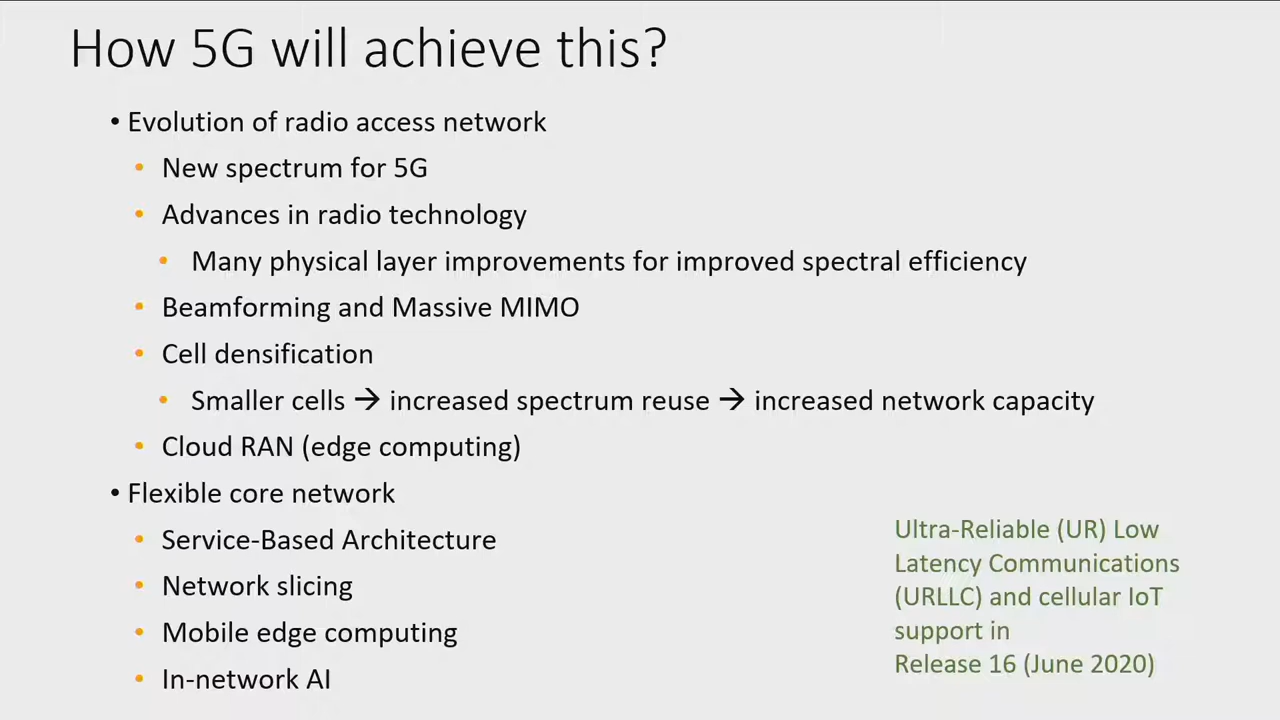 How 5G will achieve this?
• Evolution of radio access network
• New spectrum for 5G
• Advances in radio technology
• Many physical layer improvements for improved spectral efficiency
• Beamforming and Massive MIMO
• Cell densification
• Smaller cells → increased spectrum reuse → increased network capacity
• Cloud RAN (edge computing)
• Flexible core network
• Service-Based Architecture
• Network slicing
• Mobile edge computing
• In-network AI
Ultra-Reliable (UR) Low
Latency Communications
(URLLC) and cellular IoT
support in
Release 16 (June 2020)